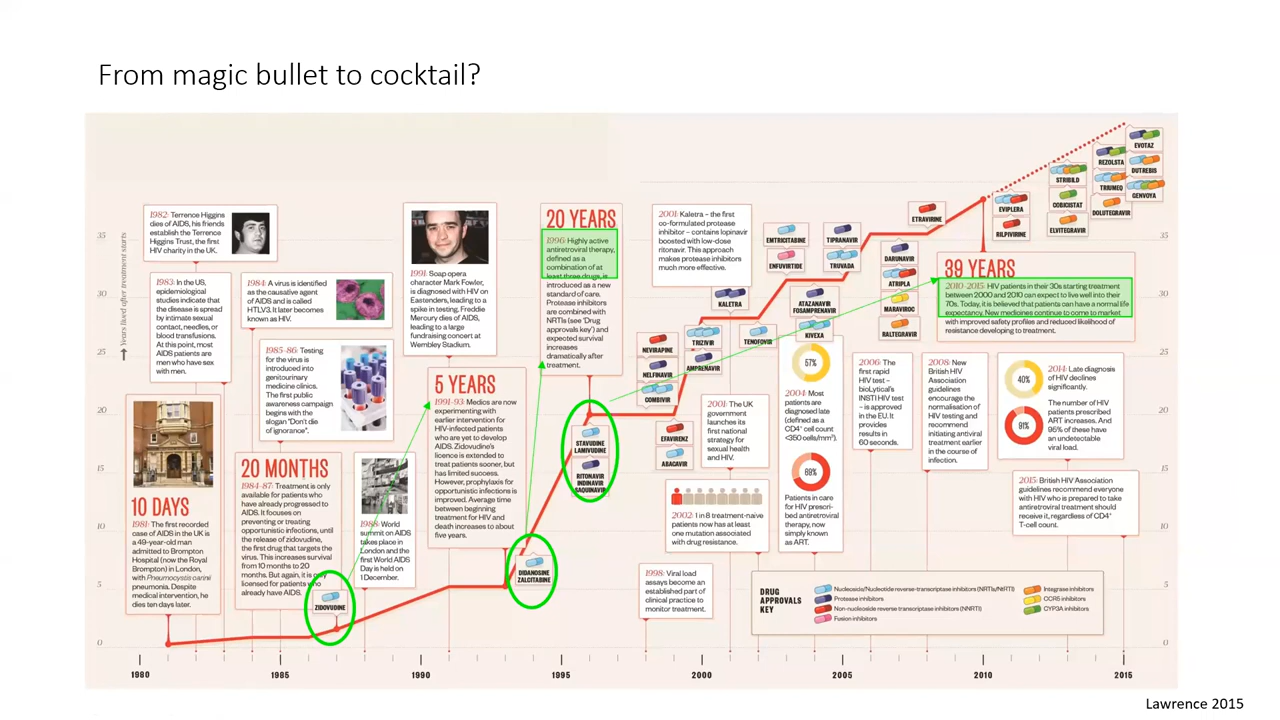 From magic bullet to cocktail?
Years lived after treatment starts
35
30
25
20
15
10
5
0
1982: Terrence Higgins
dies of AIDS, his friends
establish the Terrence
Higgins Trust, the first
HIV charity in the UK.
1983: In the US,
epidemiological
studies indicate that
the disease is spread
by intimate sexual
contact, needles, or
blood transfusions.
At this point, most
AIDS patients are
men who have sex
with men.
10 DAYS
1981: The first recorded
case of AIDS in the UK is
a 49-year-old man
admitted to Brompton
Hospital (now the Royal
Brompton) in London,
with Pneumocystis carinii
pneumonia. Despite
medical intervention, he
dies ten days later.
1984: A virus is identified
as the causative agent
of AIDS and is called
HTLV3. It later becomes
known as HIV.
1985-86: Testing
for the virus is
introduced into
genitourinary
medicine clinics.
The first public
awareness campaign
begins with the
slogan "Don't die
of ignorance".
20 MONTHS
1984-87: Treatment is only
available for patients who
have already progressed to
AIDS. It focuses on
preventing or treating
opportunistic infections, until
the release of zidovudine,
the first drug that targets the
virus. This increases survival
from 10 months to 20
months. But again, it is only
licensed for patients who
already have AIDS.
ZIDOVUDINE
1988: World
summit on AIDS
takes place in
London and the
first World AIDS
Day is held on
1 December.
1991: Soap opera
character Mark Fowler,
is diagnosed with HIV on
Eastenders, leading to a
spike in testing. Freddie
Mercury dies of AIDS,
leading to a large
fundraising concert at
Wembley Stadium.
5 YEARS
1991-93: Medics are now
experimenting with
earlier intervention for
HIV-infected patients
who are yet to develop
AIDS. Zidovudine's
licence is extended to
treat patients sooner, but
has limited success.
However, prophylaxis for
opportunistic infections is
improved. Average time
between beginning
treatment for HIV and
death increases to about
five years.
DIDANOSINE
ZALCITABINE
20 YEARS
1996: Highly active
antiretroviral therapy,
defined as a
combination of at
least three drugs, is
introduced as a new
standard of care.
Protease inhibitors
are combined with
NRTIs (see 'Drug
approvals key') and
expected survival
increases
dramatically after
treatment.
STAVUDINE
LAMIVUDINE
RITONAVIR
INDINAVIR
SAQUINAVIR
NEVIRAPINE
NELFINAVIR
COMBIVIR
EFAVIRENZ
ABACAVIR
1998: Viral load
assays become an
established part of
clinical practice to
monitor treatment.
2001: Kaletra – the first
co-formulated protease
inhibitor – contains lopinavir
boosted with low-dose
ritonavir. This approach
makes protease inhibitors
much more effective.
KALETRA
TRIZIVIR
AMPRENAVIR
TENOFOVIR
2001: The UK
government
launches its
first national
strategy for
sexual health
and HIV.
2002: 1 in 8 treatment-naive
patients now has at least
one mutation associated
with drug resistance.
EMTRICITABINE
ENFUVIRTIDE
ATAZANAVIR
FOSAMPRENAVIR
KIVEXA
TIPRANAVIR
TRUVADA
57%
2004: Most
patients are
diagnosed late
(defined as a
CD4+ cell count
<350 cells/mm3).
69%
Patients in care
for HIV prescri-
bed antiretroviral
therapy, now
simply known
as ART.
2006: The
first rapid
HIV test –
bioLytical's
INSTI HIV test
– is approved
in the EU. It
provides
results in
60 seconds.
DARUNAVIR
ATRIPLA
MARAVIROC
RALTEGRAVIR
ETRAVIRINE
2008: New
British HIV
Association
guidelines
encourage the
normalisation of
HIV testing and
recommend
initiating antiviral
treatment earlier
in the course of
infection.
39 YEARS
2010-2015: HIV patients in their 30s starting treatment
between 2000 and 2010 can expect to live well into their
70s. Today, it is believed that patients can have a normal life
expectancy. New medicines continue to come to market
with improved safety profiles and reduced likelihood of
resistance developing to treatment.
EVIPLERA
RILPIVIRINE
STRIBILD
COBICISTAT
ELVITEGRAVIR
REZOLSTA
TRIUMEQ
DOLUTEGRAVIR
EVOTAZ
DUTREBIS
GENVOYA
40%
2014: Late diagnosis
of HIV declines
significantly.
91%
The number of HIV
patients prescribed
ART increases. And
95% of these have
an undetectable
viral load.
2015: British HIV Association
guidelines recommend everyone
with HIV who is prepared to take
antiretroviral treatment should
receive it, regardless of CD4+
T-cell count.
DRUG
APPROVALS
KEY
Nucleoside/Nucleotide reverse-transcriptase inhibitors (NRTIs/NtRTI)
Protease inhibitors
Non-nucleoside reverse transcriptase inhibitors (NNRTI)
Fusion inhibitors
Integrase inhibitors
CCR5 inhibitors
CYP3A inhibitors
35
30
25
20
15
10
5
0
1980
1985
1990
1995
2000
2005
2010
2015
Lawrence 2015